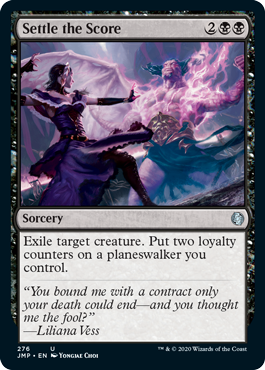 Settle the Score 2
Sorcery
Exile target creature. Put two loyalty
counters on a planeswalker you
control.
“You bound me with a contract only
your death could end—and you thought
me the fool?”
—Liliana Vess
276 U
JMP • EN YONGJAE CHOI
™ & © 2020 Wizards of the Coast